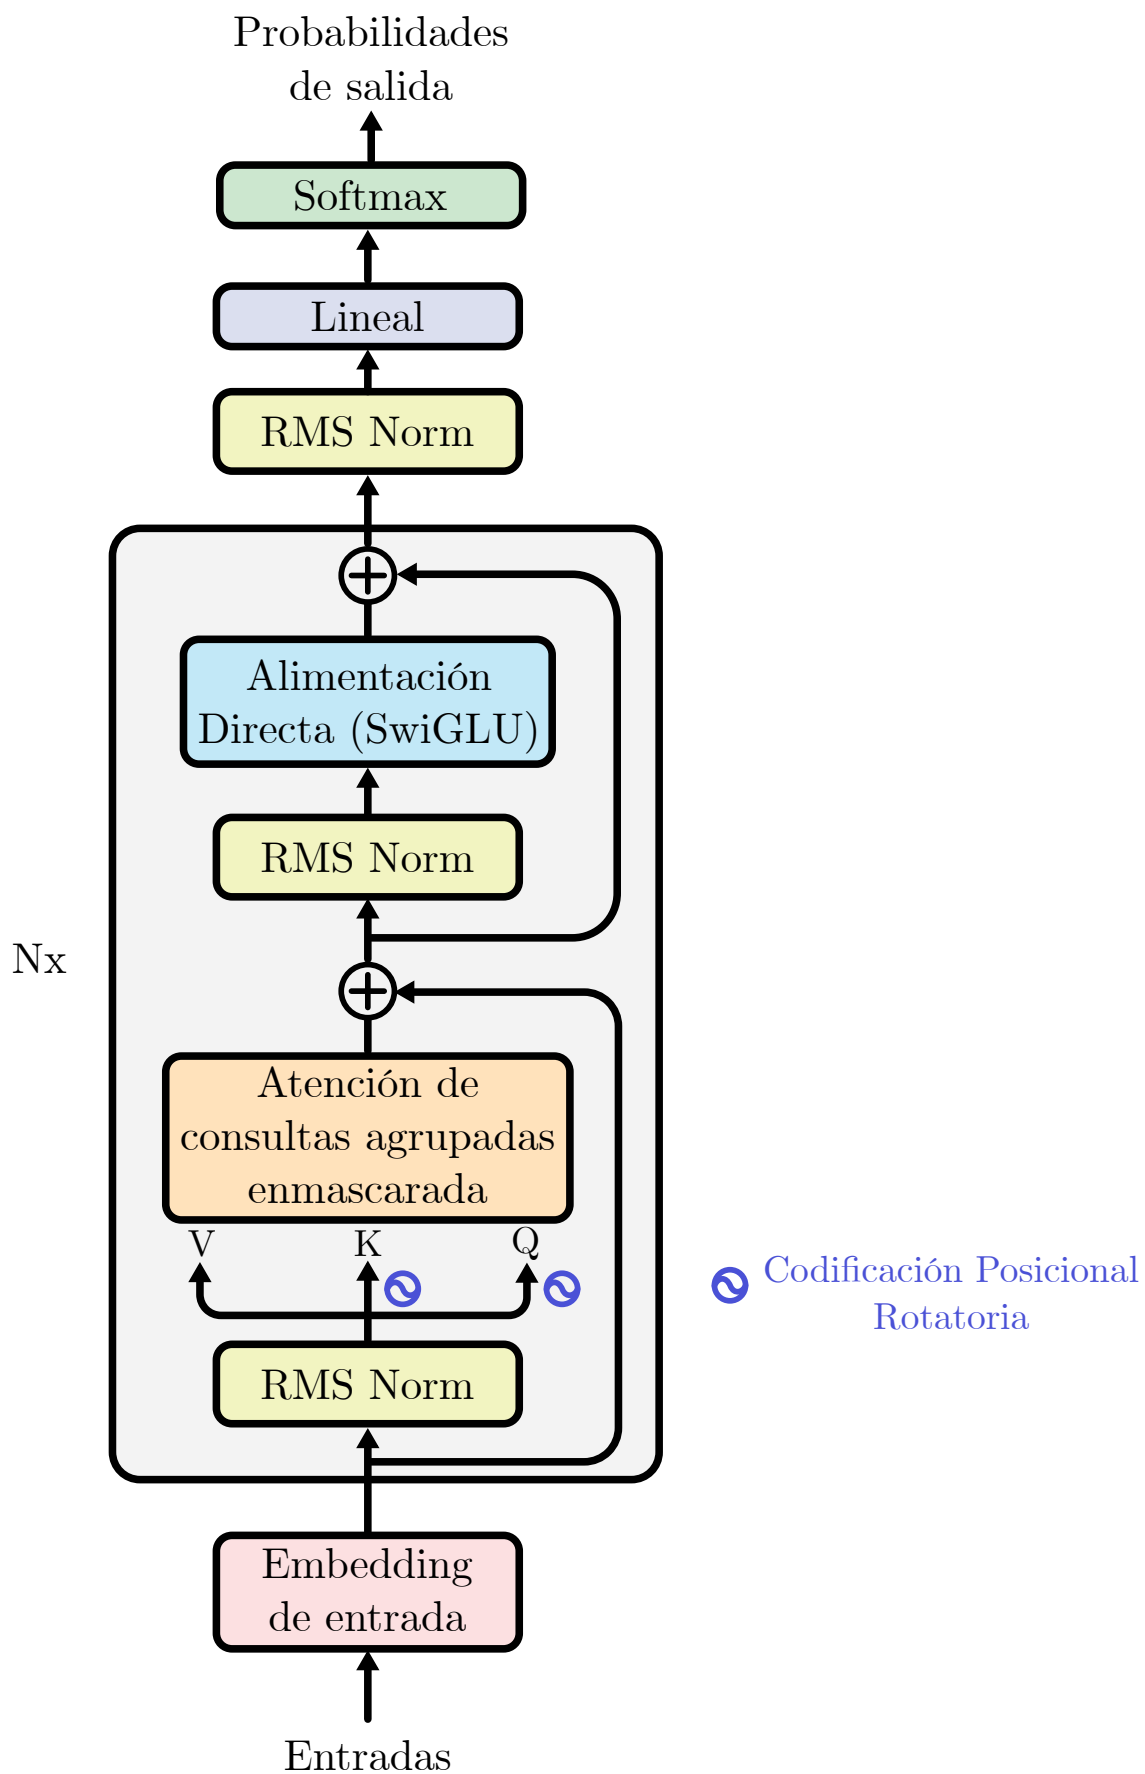 Probabilidades
de salida
Softmax
Lineal
RMS Norm
Alimentación
Directa (SwiGLU)
RMS Norm
Nx
Atención de
consultas agrupadas
enmascarada
V K Q
Codificación Posicional
Rotatoria
RMS Norm
Embedding
de entrada
Entradas